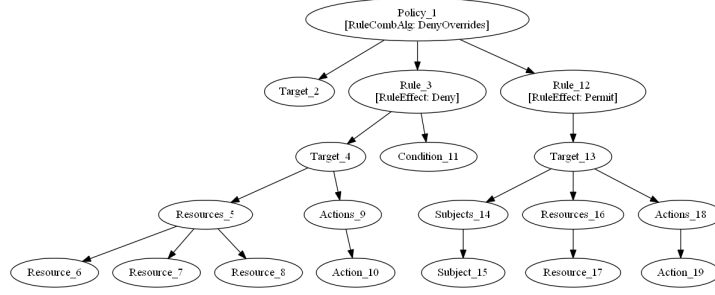 Policy_1
[RuleCombAlg: DenyOverrides]
Target_2
Rule_3
[RuleEffect: Deny]
Rule_12
[RuleEffect: Permit]
Target_4
Condition_11
Target_13
Resources_5
Actions_9
Subjects_14
Resources_16
Actions_18
Resource_6
Resource_7
Resource_8
Action_10
Subject_15
Resource_17
Action_19